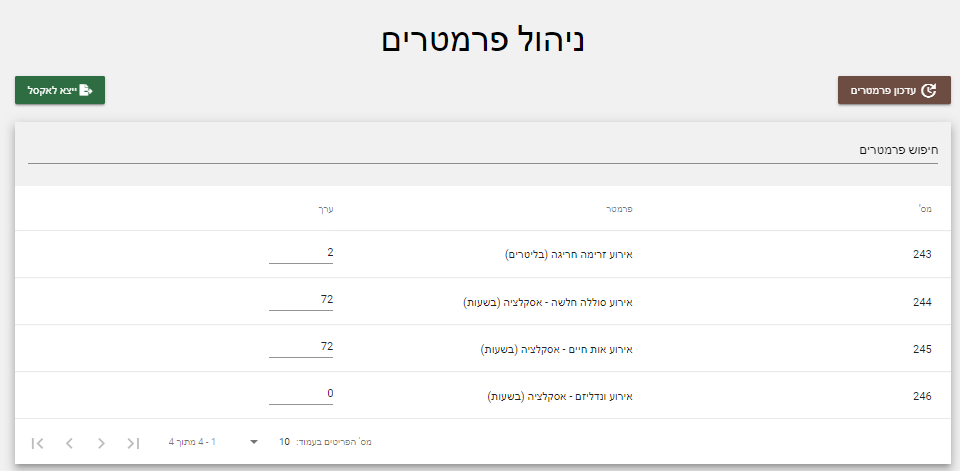 ניהול פרמטרים
עדכון פרמטרים
ייצא לאקסל
חיפוש פרמטרים
מס' פרמטר ערך
243 אירוע זרימה חריגה (בליטרים) 2
244 אירוע סוללה חלשה - אסקלציה (בשעות) 72
245 אירוע אות חיים - אסקלציה (בשעות) 72
246 אירוע ונדליזם - אסקלציה (בשעות) 0
מס' הפריטים בעמוד: 10 1 - 4 מתוך 4